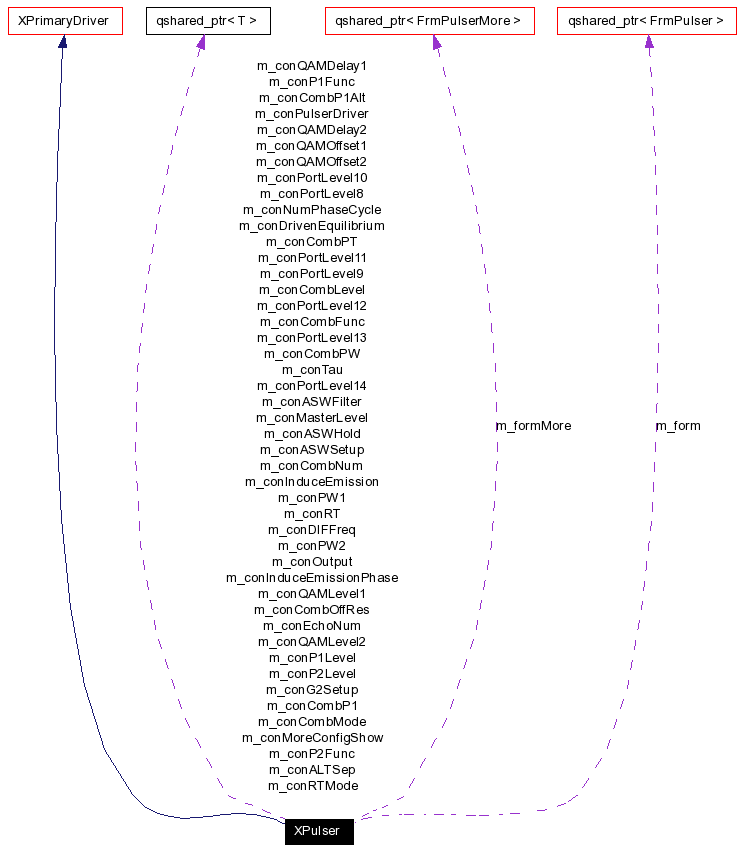 XPrimaryDriver
qshared_ptr< T >
qshared_ptr< FrmPulserMore >
qshared_ptr< FrmPulser >
m_conQAMDelay1
m_conP1Func
m_conCombP1Alt
m_conPulserDriver
m_conQAMDelay2
m_conQAMOffset1
m_conQAMOffset2
m_conPortLevel10
m_conPortLevel8
m_conNumPhaseCycle
m_conDrivenEquilibrium
m_conCombPT
m_conPortLevel11
m_conPortLevel9
m_conCombLevel
m_conPortLevel12
m_conCombFunc
m_conPortLevel13
m_conCombPW
m_conTau
m_conPortLevel14
m_conASWFilter
m_conMasterLevel
m_conASWHold
m_conASWSetup
m_conCombNum
m_conInduceEmission
m_conPW1
m_conRT
m_conDIFFreq
m_conPW2
m_conOutput
m_conInduceEmissionPhase
m_conQAMLevel1
m_conCombOffRes
m_conEchoNum
m_conQAMLevel2
m_conP1Level
m_conP2Level
m_conG2Setup
m_conCombP1
m_conCombMode
m_conMoreConfigShow
m_conP2Func
m_conALTSep
m_conRTMode
m_formMore
m_form
XPulser